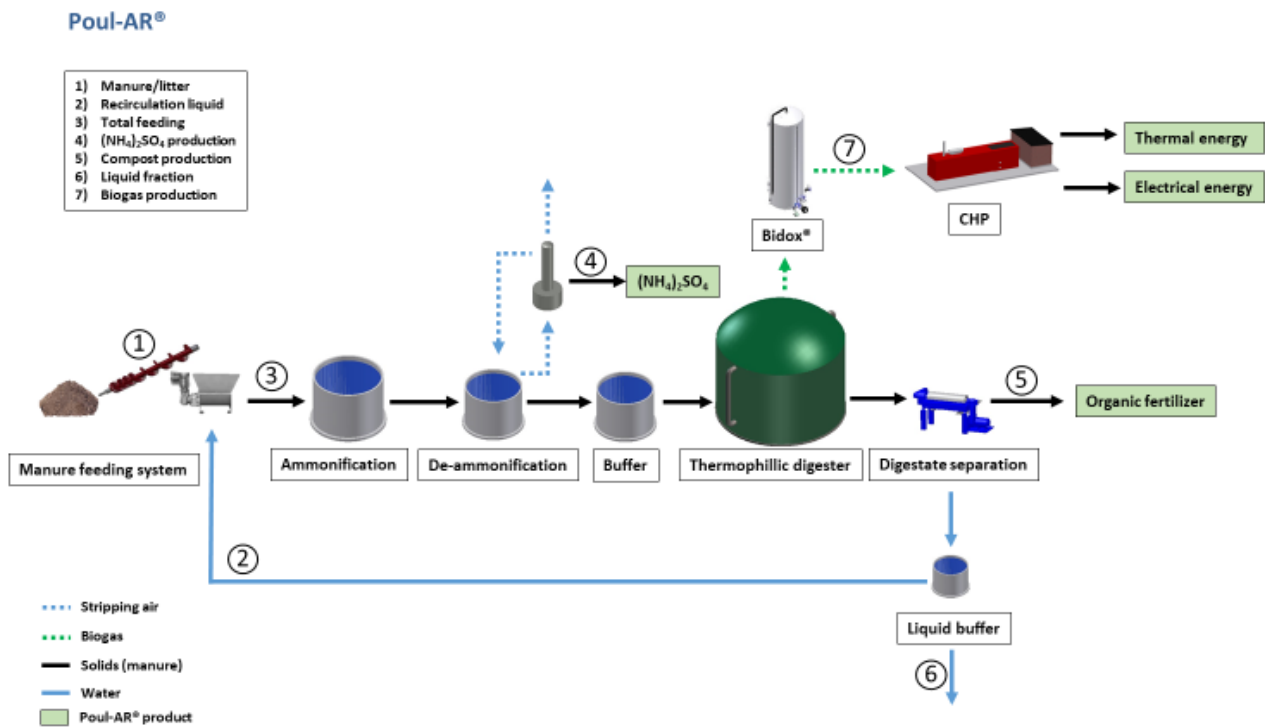 Poul-AR®
1) Manure/litter
2) Recirculation liquid
3) Total feeding
4) (NH₄)₂SO₄ production
5) Compost production
6) Liquid fraction
7) Biogas production
7
Thermal energy
Electrical energy
Bidox®
CHP
4
(NH₄)₂SO₄
1
3
5
Organic fertilizer
Manure feeding system
Ammonification
De-ammonification
Buffer
Thermophillic digester
Digestate separation
2
Liquid buffer
6
Stripping air
Biogas
Solids (manure)
Water
Poul-AR® product